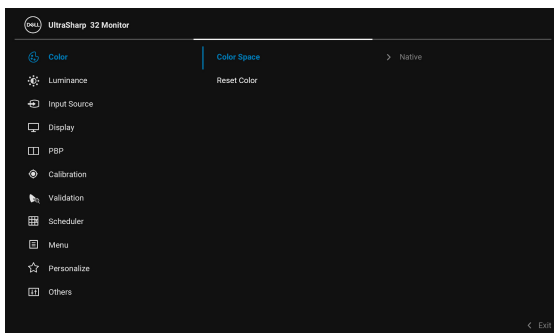 DELL UltraSharp 32 Monitor
Color
Color Space
> Native
Luminance
Reset Color
Input Source
Display
PBP
Calibration
Validation
Scheduler
Menu
Personalize
Others
< Exit